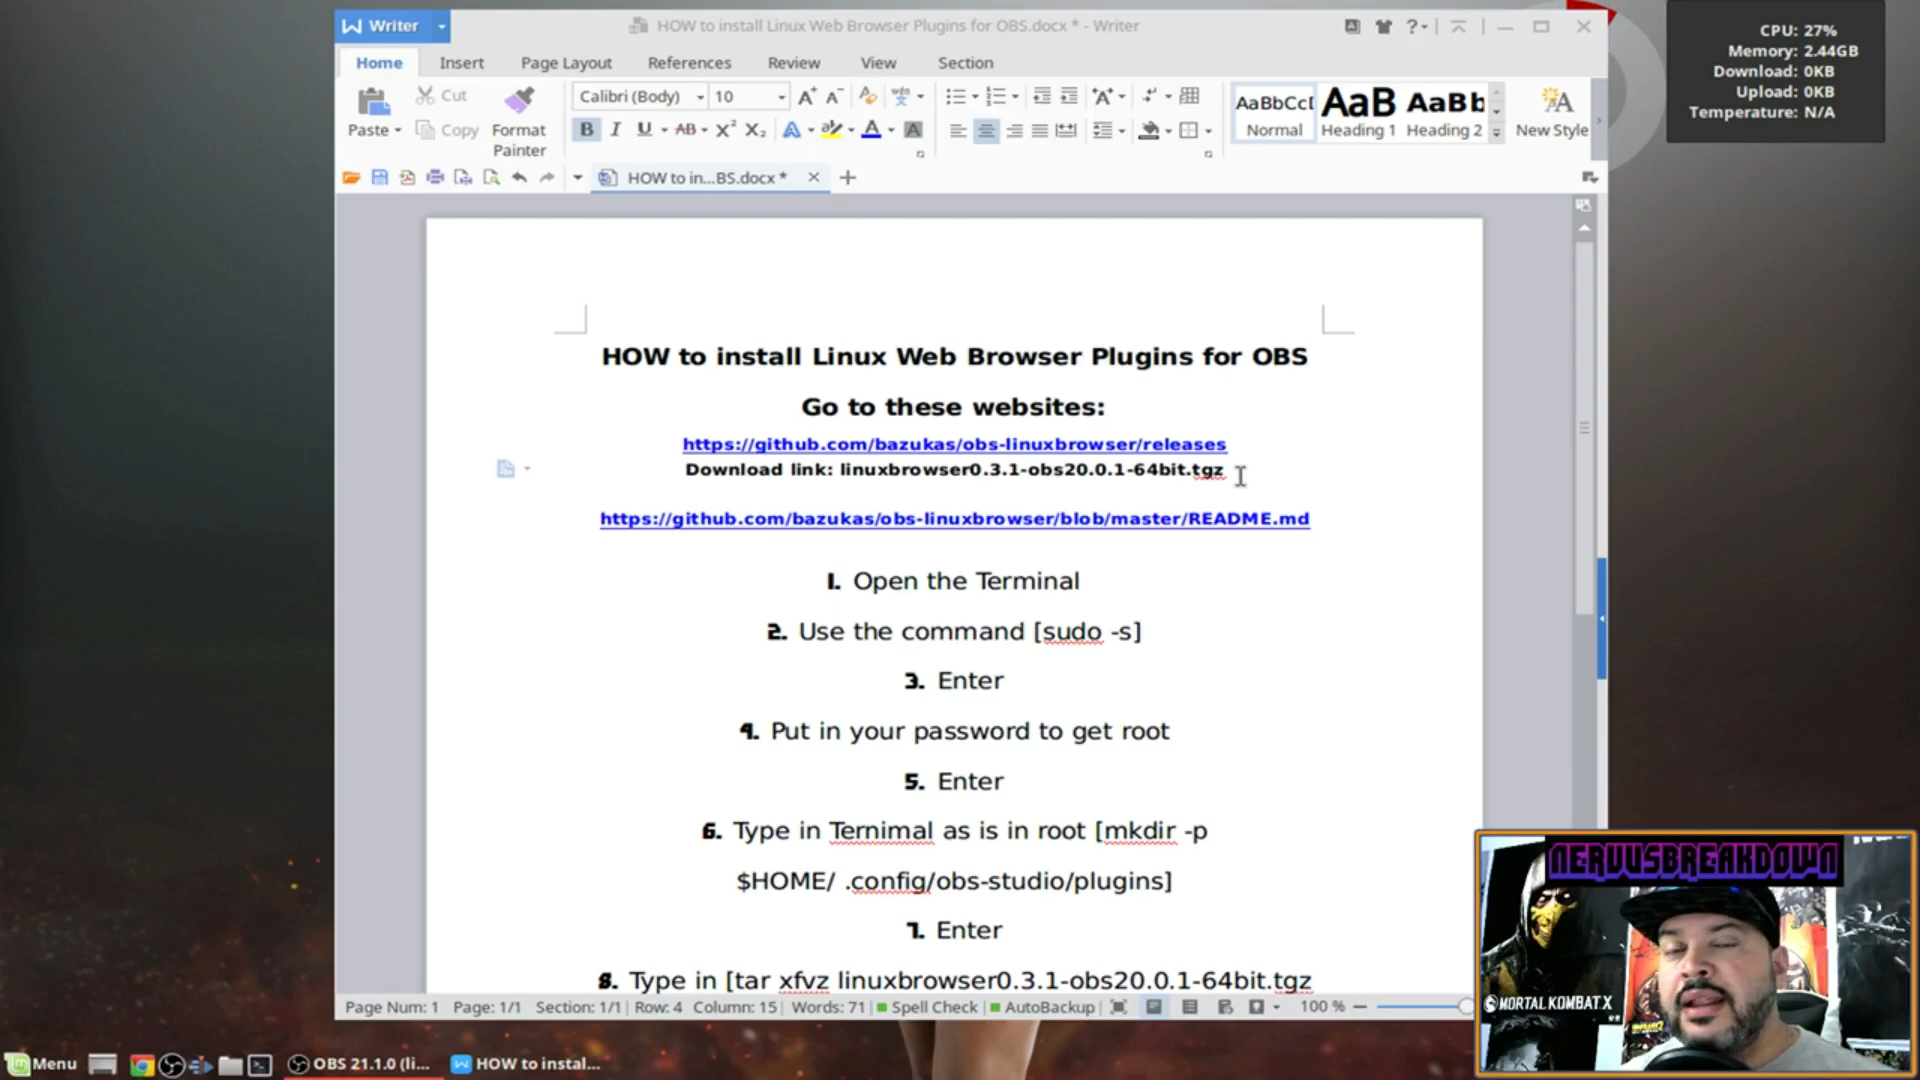 Writer
HOW to install Linux Web Browser Plugins for OBS.docx * - Writer
CPU: 27%
Memory: 2.44GB
Download: 0KB
Upload: 0KB
Temperature: N/A
Home Insert Page Layout References Review View Section
Cut
Calibri (Body) 10
AaBbCcI AaB AaBb
Paste Copy Format Painter
B I U AB X² X₂ A A A
Normal Heading 1 Heading 2 New Style
HOW to in...BS.docx *
HOW to install Linux Web Browser Plugins for OBS
Go to these websites:
https://github.com/bazukas/obs-linuxbrowser/releases
Download link: linuxbrowser0.3.1-obs20.0.1-64bit.tgz
https://github.com/bazukas/obs-linuxbrowser/blob/master/README.md
1. Open the Terminal
2. Use the command [sudo -s]
3. Enter
4. Put in your password to get root
5. Enter
6. Type in Ternimal as is in root [mkdir -p
$HOME/ .config/obs-studio/plugins]
7. Enter
8. Type in [tar xfvz linuxbrowser0.3.1-obs20.0.1-64bit.tgz
NERVUSBREAKDOWN
MORTAL KOMBAT X
Page Num: 1 Page: 1/1 Section: 1/1 Row: 4 Column: 15 Words: 71 Spell Check AutoBackup 100 %
Menu OBS 21.1.0 (li... HOW to instal...